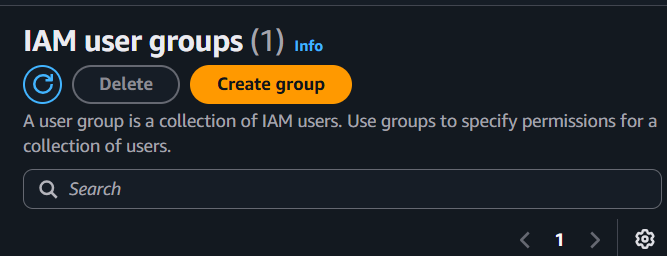 IAM user groups (1) Info
Delete Create group
A user group is a collection of IAM users. Use groups to specify permissions for a
collection of users.
Search
1